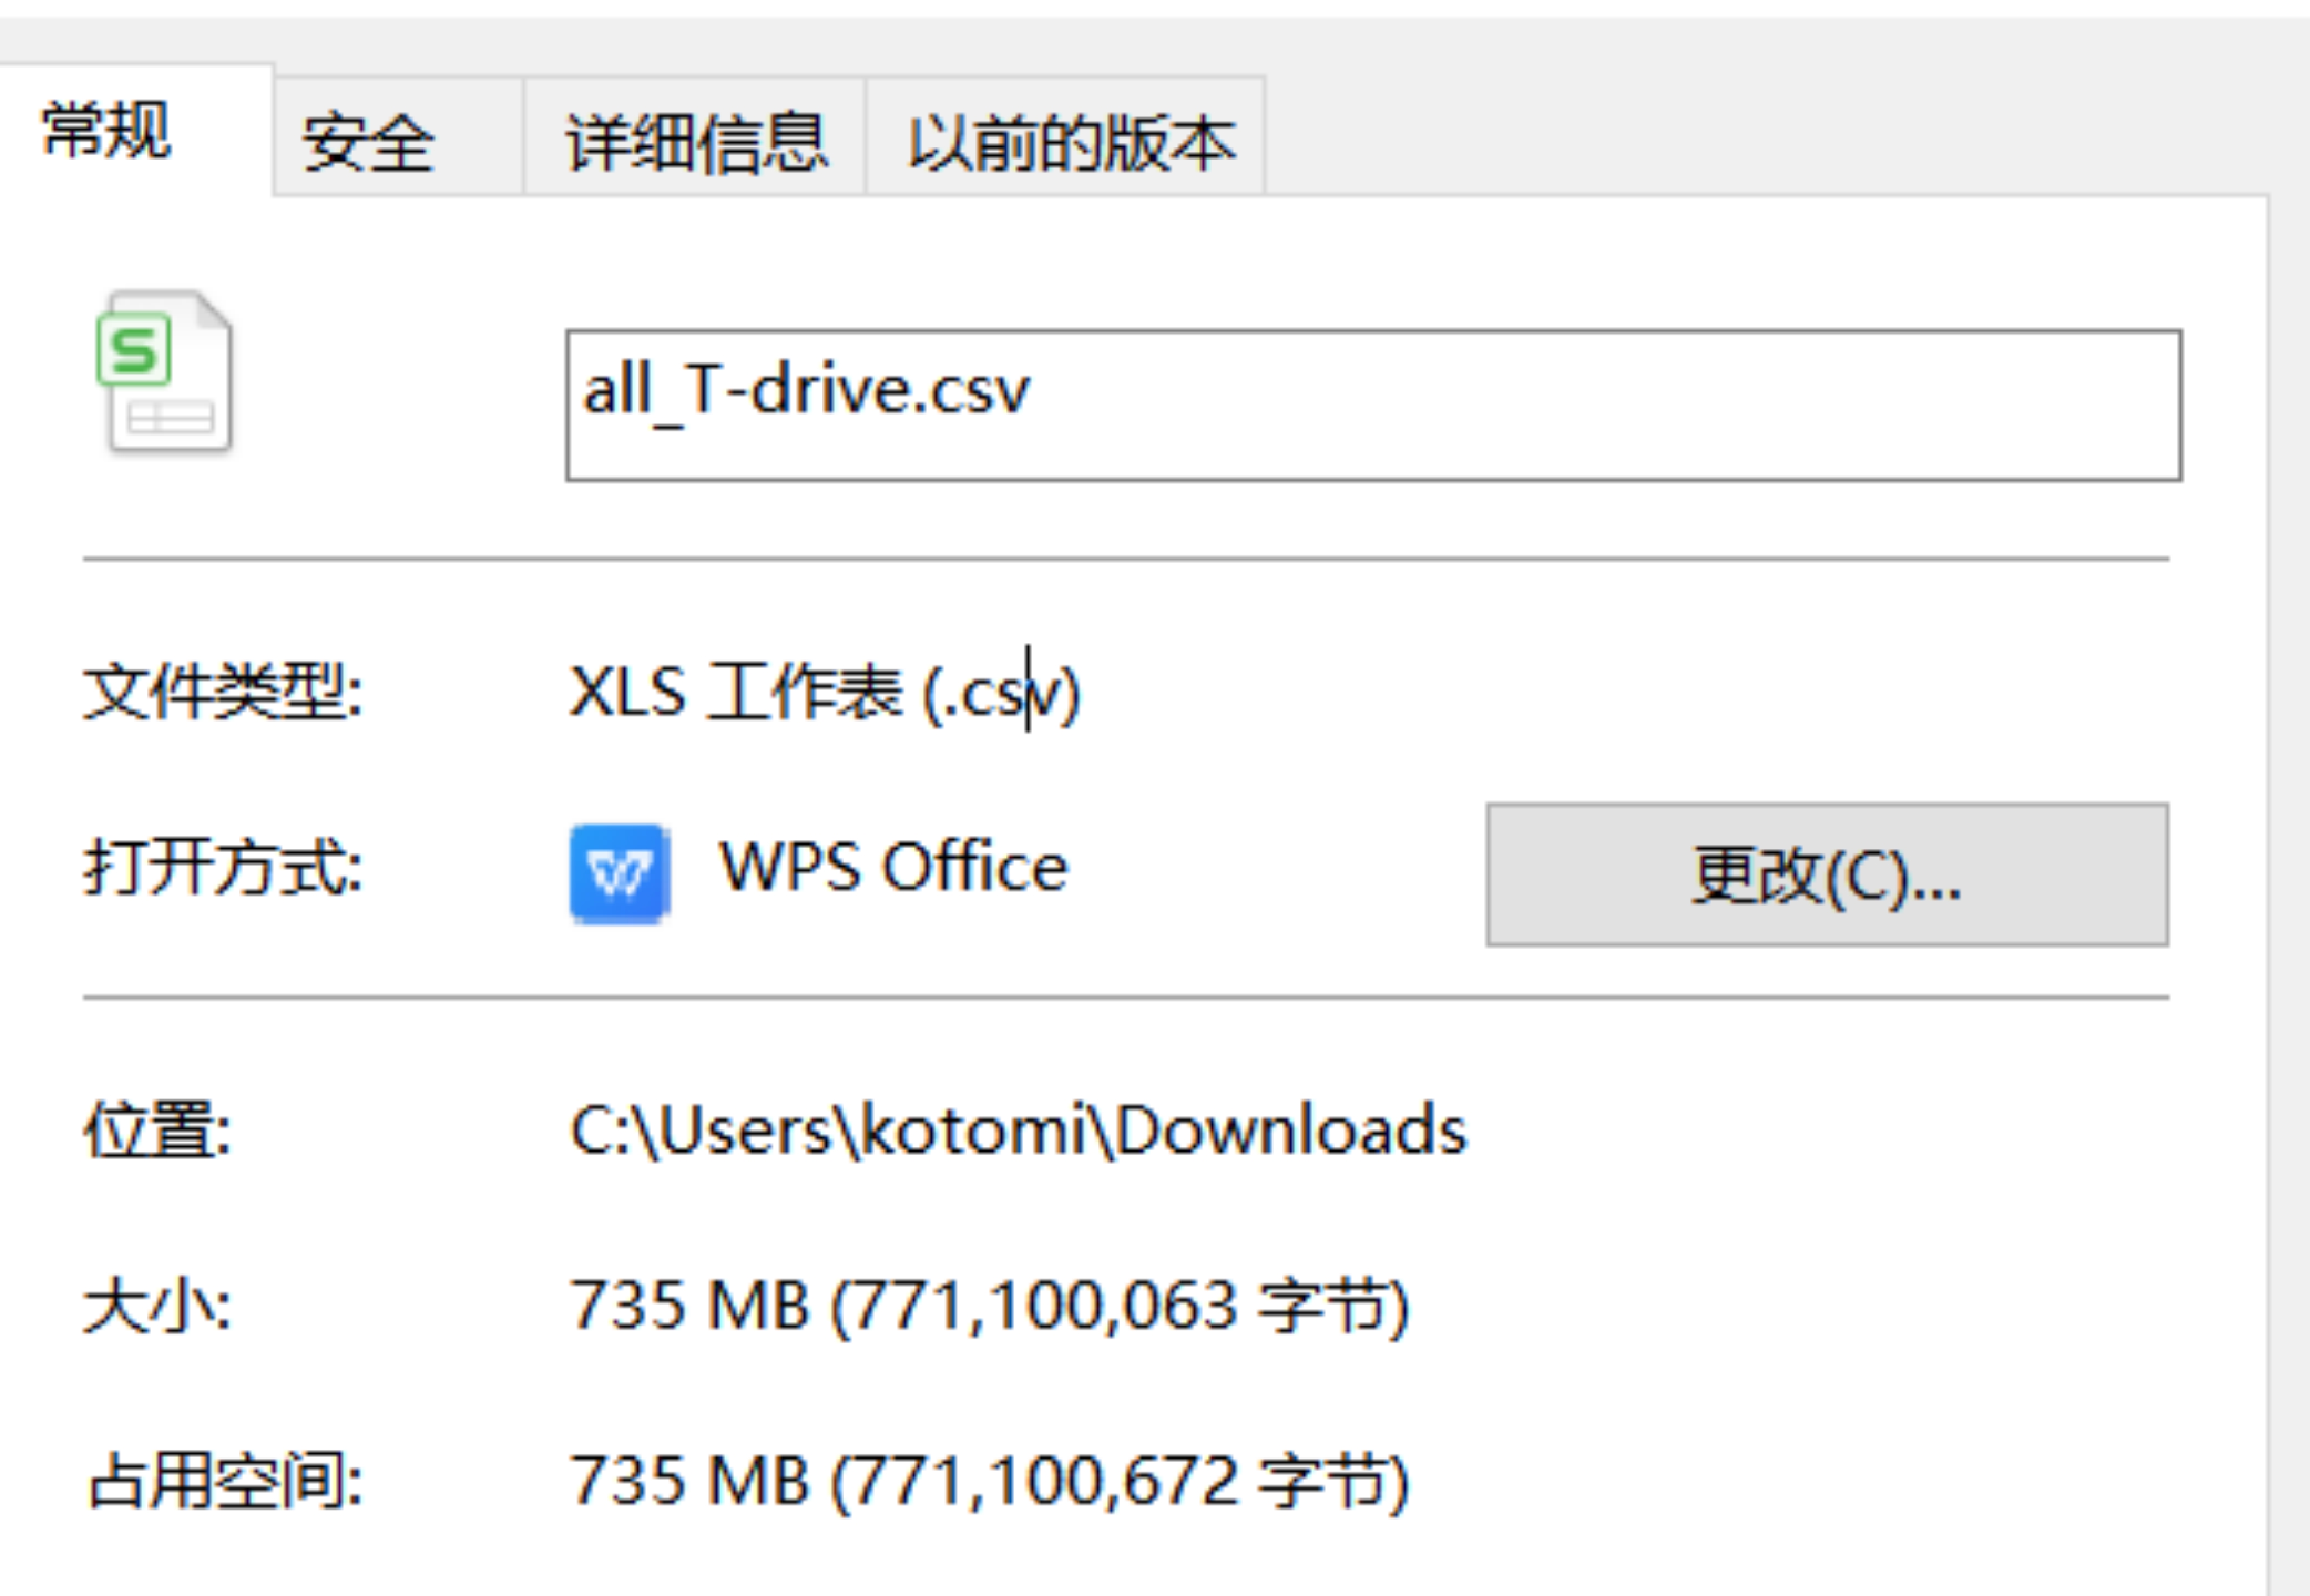 常规 安全 详细信息 以前的版本
all_T-drive.csv
文件类型: XLS 工作表 (.csv)
打开方式: WPS Office 更改(C)...
位置: C:\Users\kotomi\Downloads
大小: 735 MB (771,100,063 字节)
占用空间: 735 MB (771,100,672 字节)